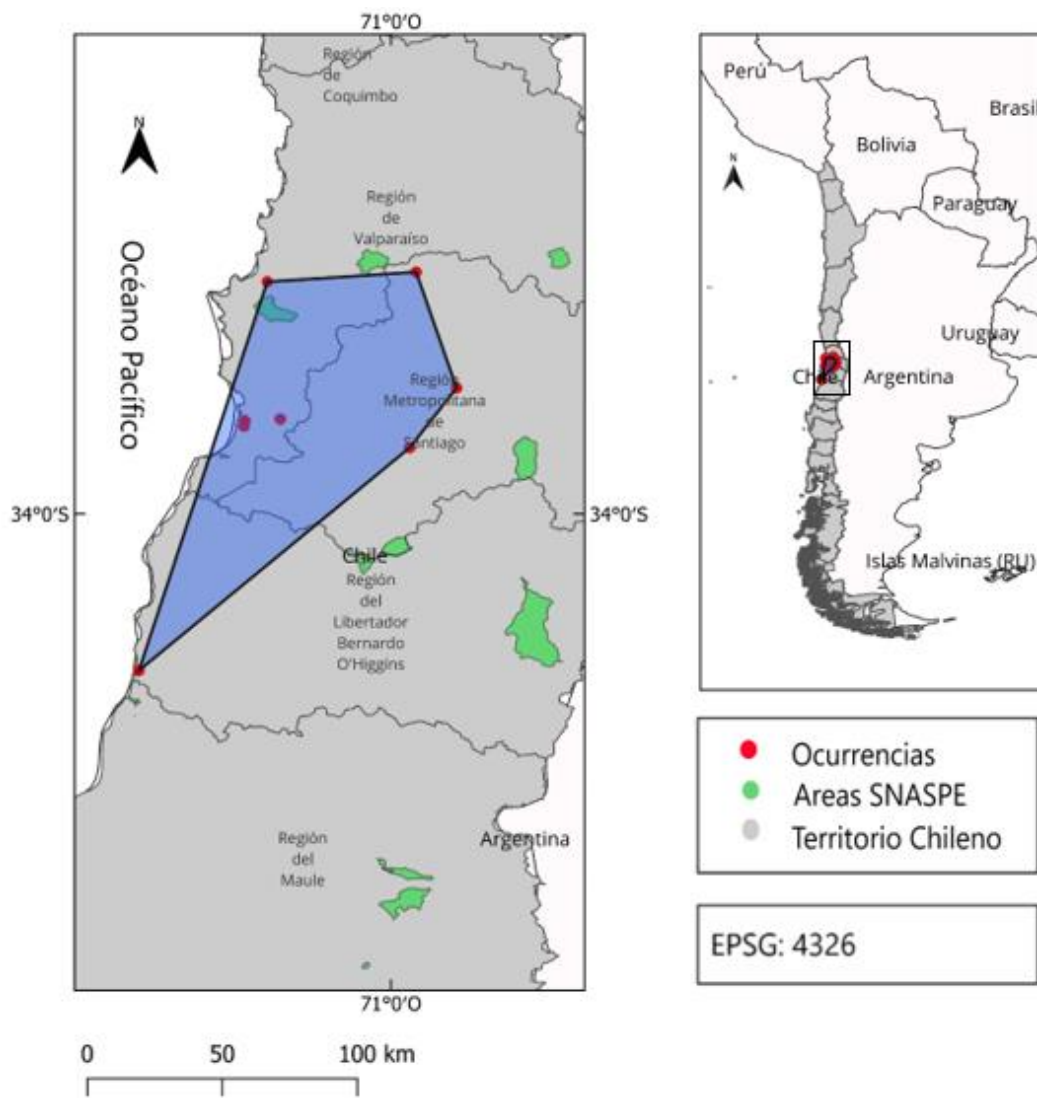 71°0'O
Región
de
Coquimbo
N
Océano Pacífico
Región
de
Valparaíso
Región
Metropolitana
de
Santiago
34°0'S
34°0'S
Chile
Región
del
Libertador
Bernardo
O'Higgins
Región
del
Maule
Argentina
71°0'O
0 50 100 km
Perú
Brasil
Bolivia
N
Paraguay
Uruguay
Chile
Argentina
Islas Malvinas (RU)
Ocurrencias
Areas SNASPE
Territorio Chileno
EPSG: 4326